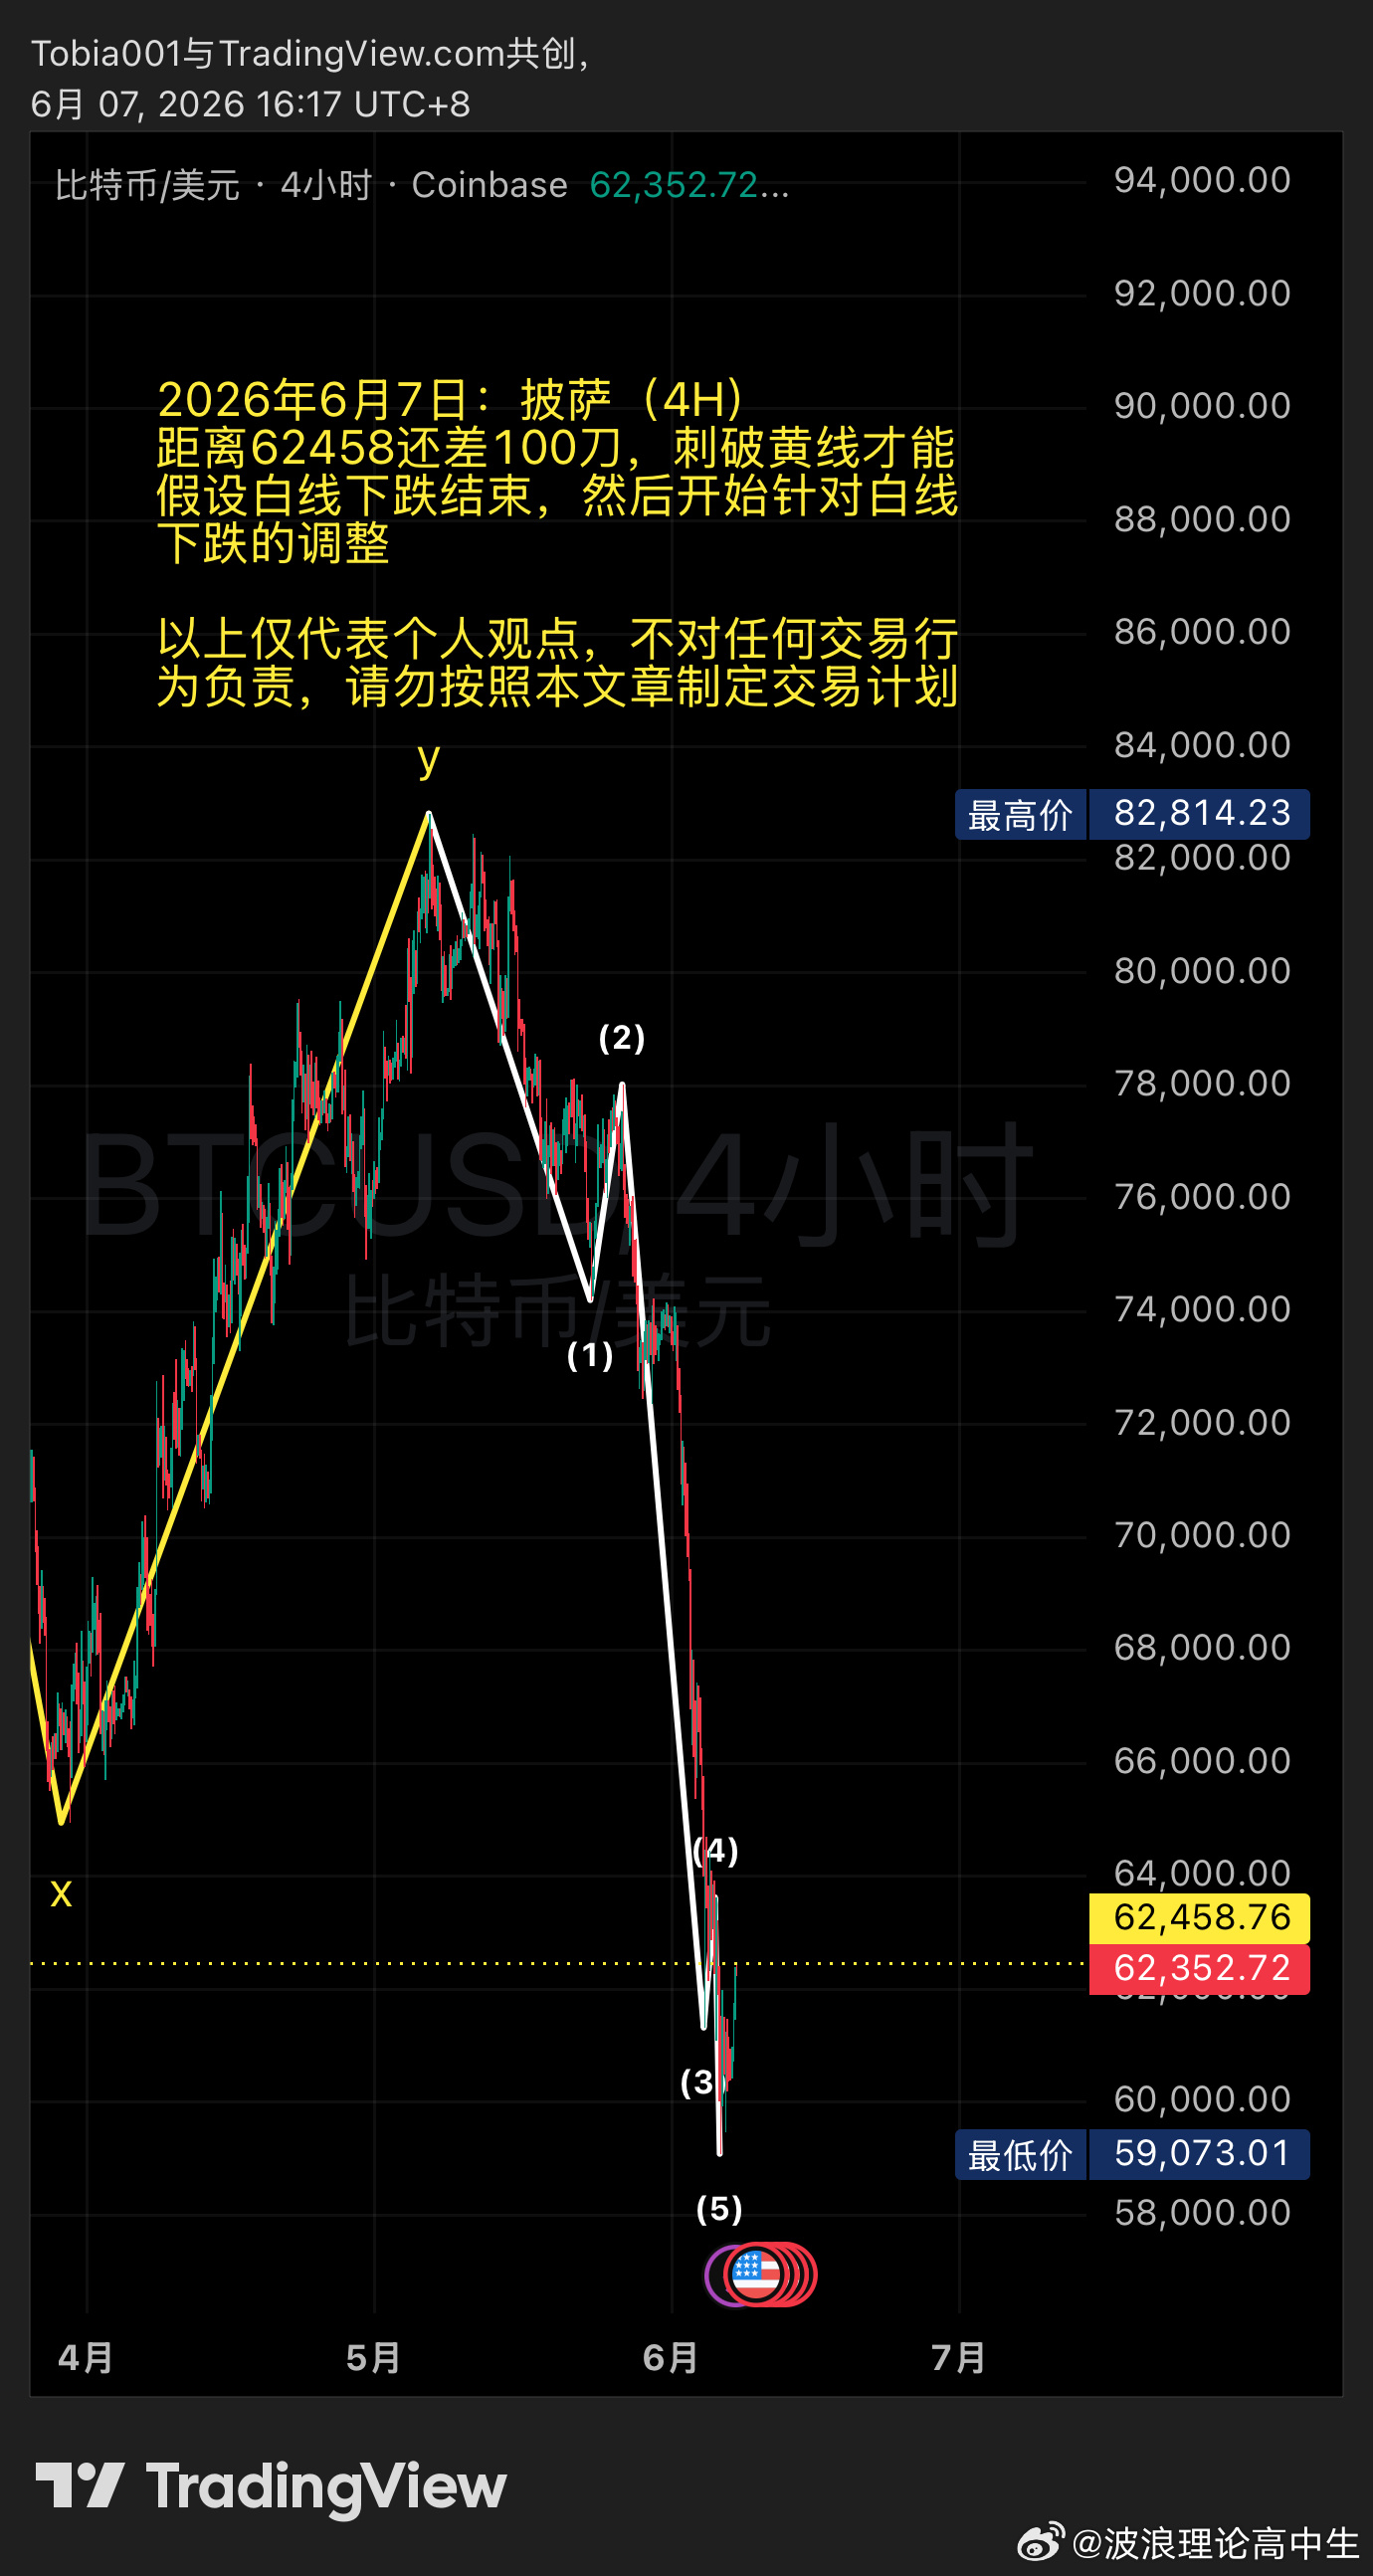 Tobia001与TradingView.com共创，
6月 07, 2026 16:17 UTC+8
比特币/美元 · 4小时 · Coinbase 62,352.72...
94,000.00
92,000.00
2026年6月7日：披萨（4H）
90,000.00
距离62458还差100刀，刺破黄线才能
假设白线下跌结束，然后开始针对白线
88,000.00
下跌的调整
以上仅代表个人观点，不对任何交易行
86,000.00
为负责，请勿按照本文章制定交易计划
84,000.00
y
最高价 82,814.23
82,000.00
80,000.00
(2)
78,000.00
BTCUSD, 4小时
76,000.00
比特币/美元
74,000.00
(1)
72,000.00
70,000.00
68,000.00
66,000.00
(4)
64,000.00
x
62,458.76
62,352.72
(3
60,000.00
最低价 59,073.01
(5)
58,000.00
4月 5月 6月 7月
TradingView
@波浪理论高中生